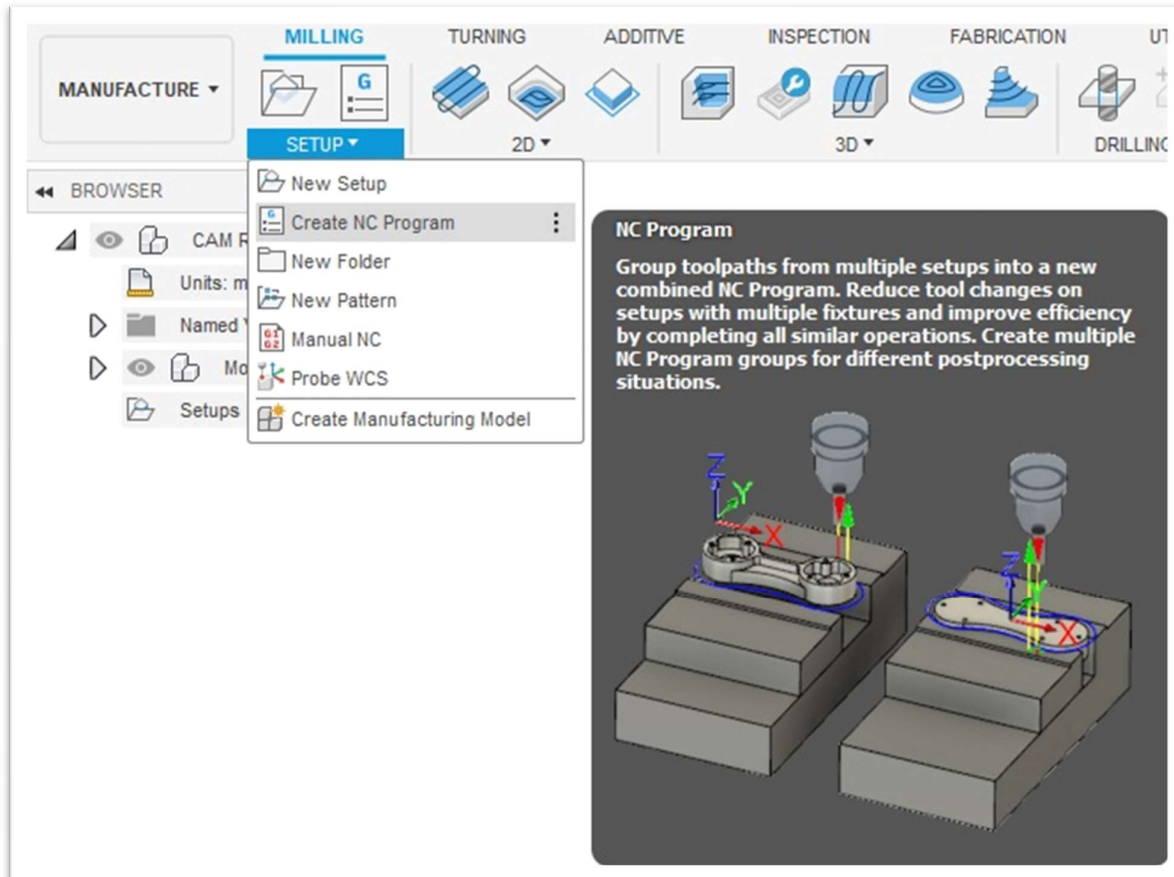 MILLING TURNING ADDITIVE INSPECTION FABRICATION UT
MANUFACTURE
G
SETUP 2D 3D DRILLING
BROWSER
CAM R
Units: m
Named V
Mo
Setups
New Setup
G
Create NC Program
New Folder
New Pattern
G1
G2
Manual NC
Probe WCS
Create Manufacturing Model
NC Program
Group toolpaths from multiple setups into a new
combined NC Program. Reduce tool changes on
setups with multiple fixtures and improve efficiency
by completing all similar operations. Create multiple
NC Program groups for different postprocessing
situations.
Z
Y
X
Z
Y
X